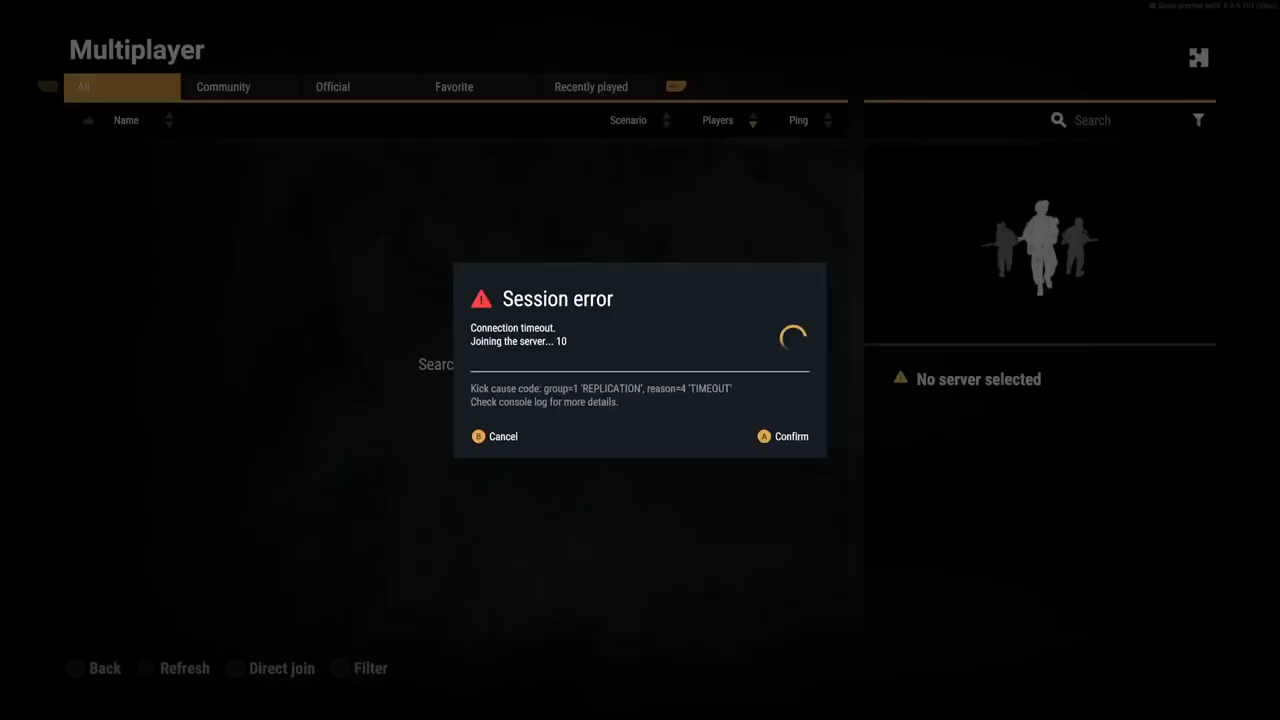 Multiplayer
All
Community
Official
Favorite
Recently played
Name
Scenario
Players
Ping
Search
Session error
Connection timeout.
Joining the server... 10
Searc
Kick cause code: group=1 'REPLICATION', reason=4 'TIMEOUT'
Check console log for more details.
B Cancel
A Confirm
No server selected
Back
Refresh
Direct join
Filter